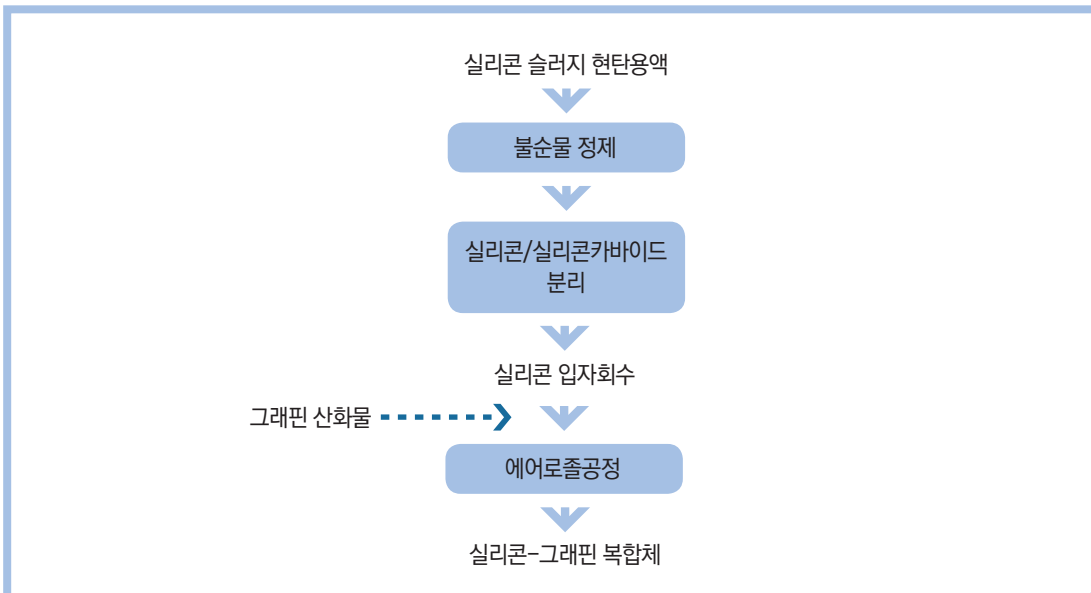 실리콘 슬러지 현탁용액
불순물 정제
실리콘/실리콘카바이드
분리
실리콘 입자회수
그래핀 산화물
에어로졸공정
실리콘-그래핀 복합체